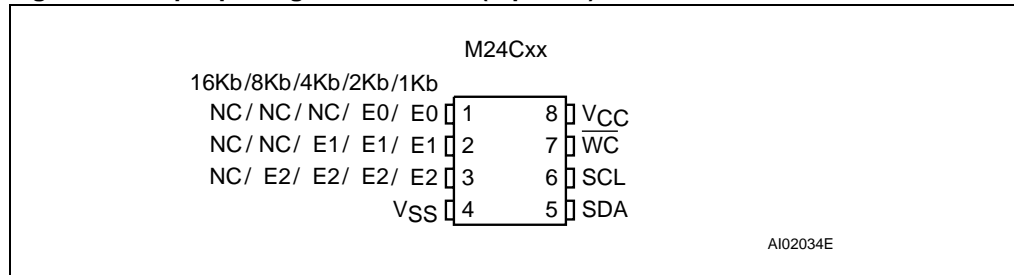 M24Cxx
16Kb/8Kb/4Kb/2Kb/1Kb
NC/ NC/ NC/ E0/ E0 1 8 VCC
NC/ NC/ E1/ E1/ E1 2 7 WC
NC/ E2/ E2/ E2/ E2 3 6 SCL
VSS 4 5 SDA
AI02034E